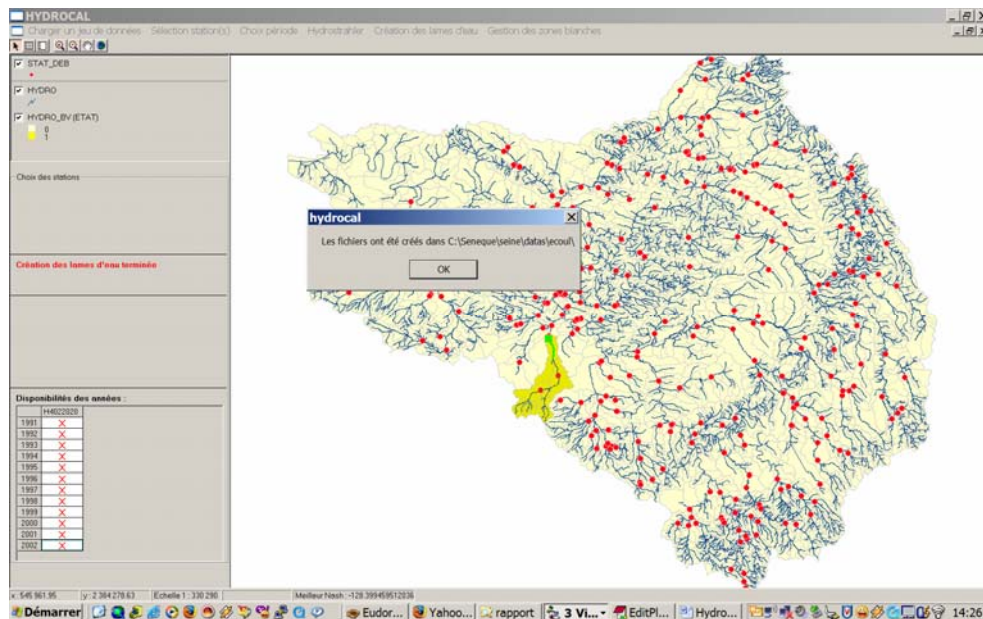 HYDROCAL
Charger un jeu de données Sélection station(s) Choix période Hydrostrahler Création des lames d'eau Gestion des zones blanches
STAT_DEB
HYDRO
HYDRO_BV (ETAT)
0
1
Choix des stations
Création des lames d'eau terminée
Disponibilités des années :
H4022020
1991 X
1992 X
1993 X
1994 X
1995 X
1996 X
1997 X
1998 X
1999 X
2000 X
2001 X
2002 X
hydrocal
Les fichiers ont été créés dans C:\Seneque\seine\datas\ecoul\
OK
x: 545 961.95 y: 2 384 278.63 Echelle 1 : 330 290 Meilleur Nash : -128.399459512036
Démarrer Eudor... Yahoo... rapport 3 Vi... EditPl... Hydro... 14:26